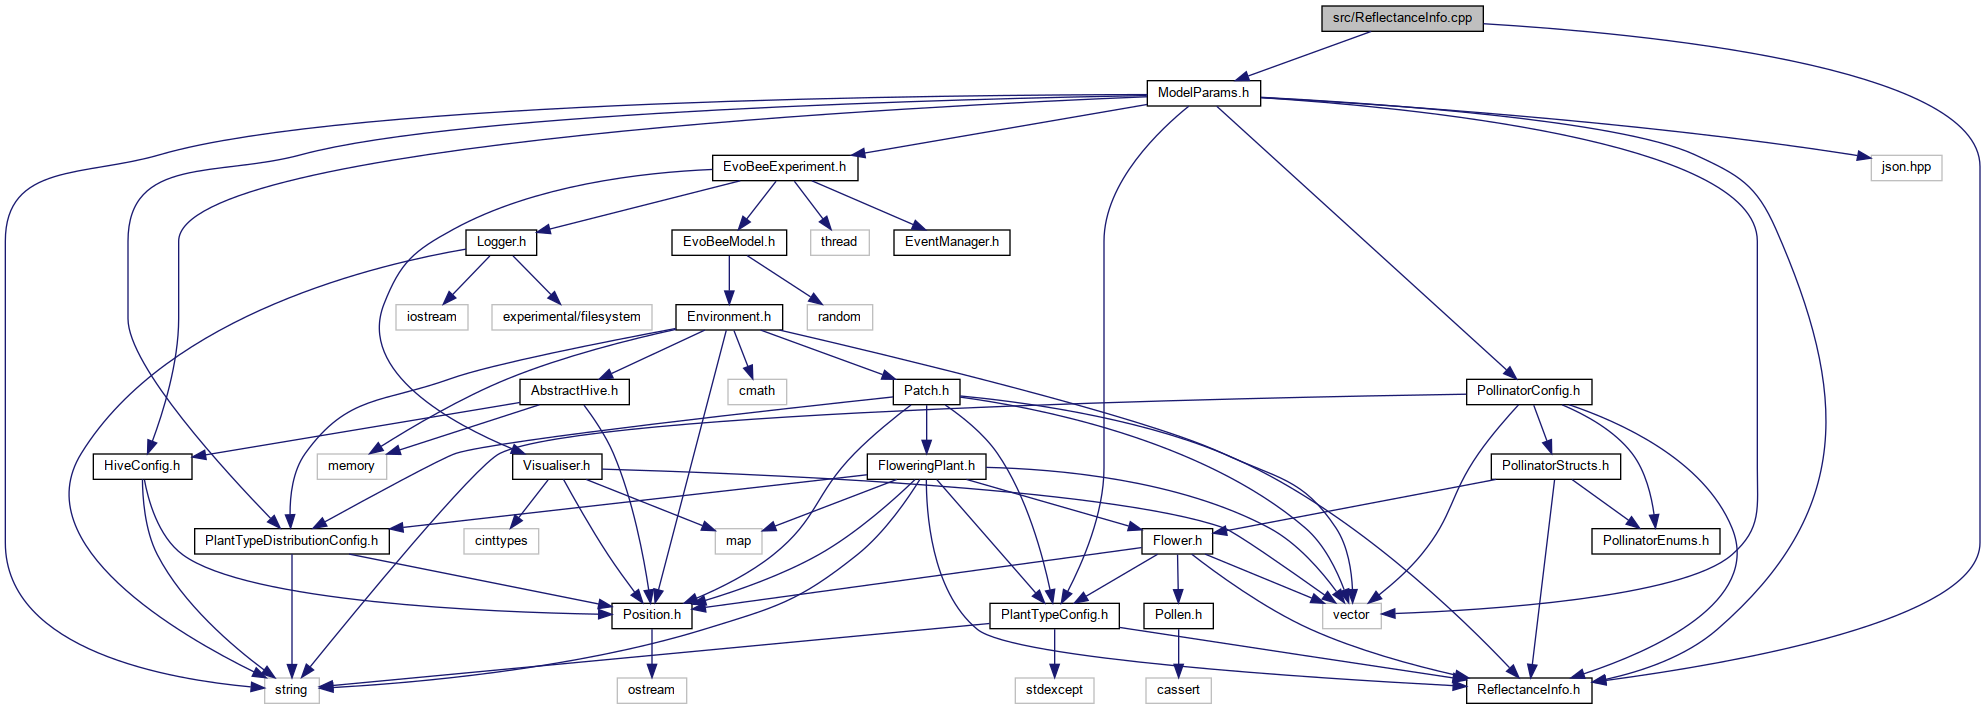 src/ReflectanceInfo.cpp
ModelParams.h
EvoBeeExperiment.h
json.hpp
Logger.h
EvoBeeModel.h
thread
EventManager.h
iostream
experimental/filesystem
Environment.h
random
AbstractHive.h
cmath
Patch.h
PollinatorConfig.h
HiveConfig.h
memory
Visualiser.h
FloweringPlant.h
PollinatorStructs.h
PlantTypeDistributionConfig.h
cinttypes
map
Flower.h
PollinatorEnums.h
Position.h
PlantTypeConfig.h
Pollen.h
vector
string
ostream
stdexcept
cassert
ReflectanceInfo.h